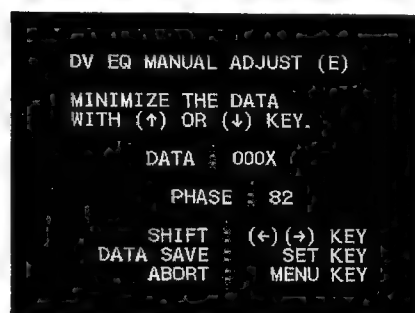 DV EQ MANUAL ADJUST (E)
MINIMIZE THE DATA
WITH (↑) OR (↓) KEY.
DATA : 000X
PHASE : 82
SHIFT : (←)(→) KEY
DATA SAVE : SET KEY
ABORT : MENU KEY